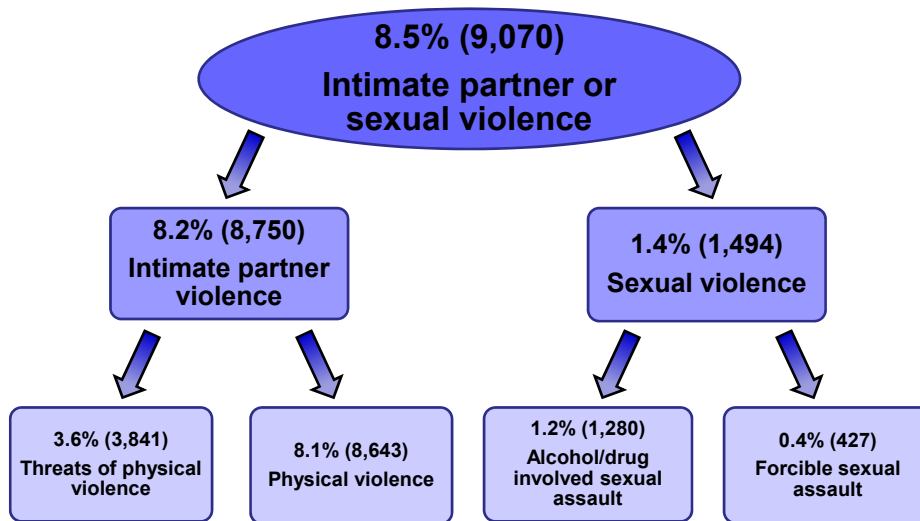 8.5% (9,070)
Intimate partner or
sexual violence
8.2% (8,750)
Intimate partner
violence
1.4% (1,494)
Sexual violence
3.6% (3,841)
Threats of physical
violence
8.1% (8,643)
Physical violence
1.2% (1,280)
Alcohol/drug
involved sexual
assault
0.4% (427)
Forcible sexual
assault